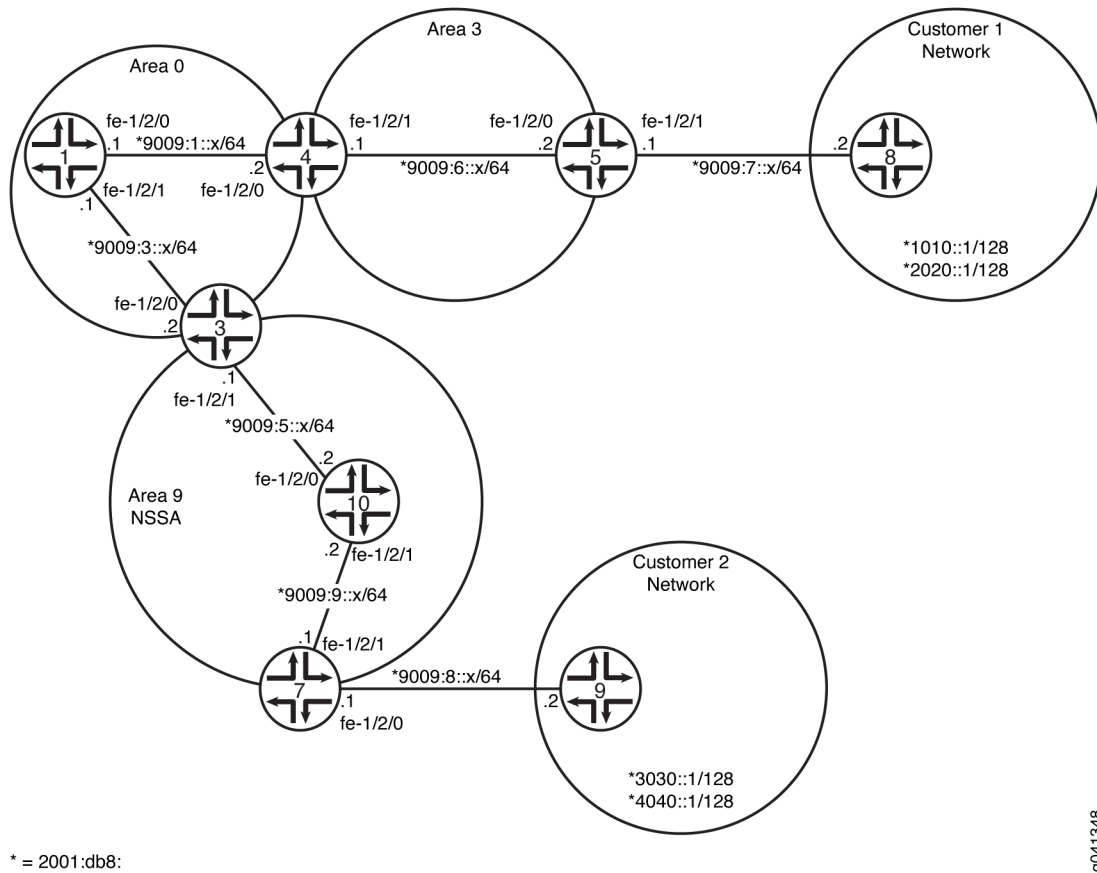 Area 0
Area 3
Customer 1
Network
fe-1/2/0
.1
*9009:1::x/64
1
fe-1/2/1
.1
.2
fe-1/2/0
4
fe-1/2/1
.1
*9009:6::x/64
fe-1/2/0
.2
5
fe-1/2/1
.1
*9009:7::x/64
.2
8
*1010::1/128
*2020::1/128
*9009:3::x/64
fe-1/2/0
.2
3
.1
fe-1/2/1
*9009:5::x/64
.2
fe-1/2/0
10
Area 9
NSSA
.2
fe-1/2/1
*9009:9::x/64
.1
fe-1/2/1
7
.1
fe-1/2/0
*9009:8::x/64
.2
9
Customer 2
Network
*3030::1/128
*4040::1/128
* = 2001:db8:
g041348